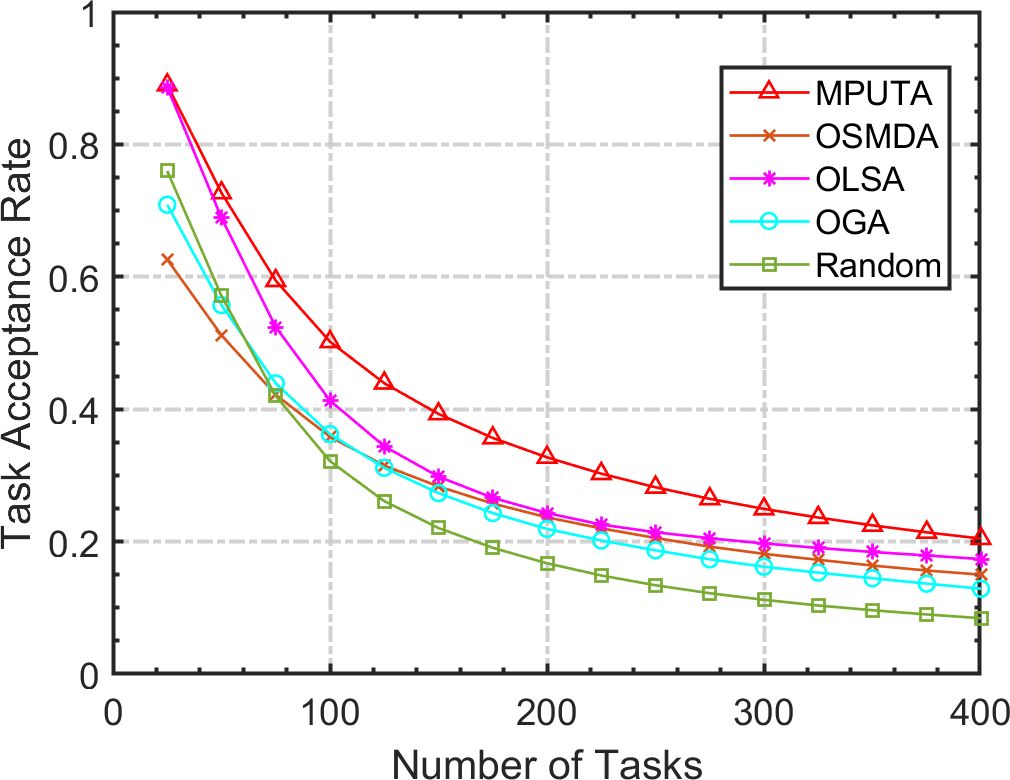 Task Acceptance Rate
1
0.8
0.6
0.4
0.2
0
0
100
200
300
400
Number of Tasks
MPUTA
OSMDA
OLSA
OGA
Random